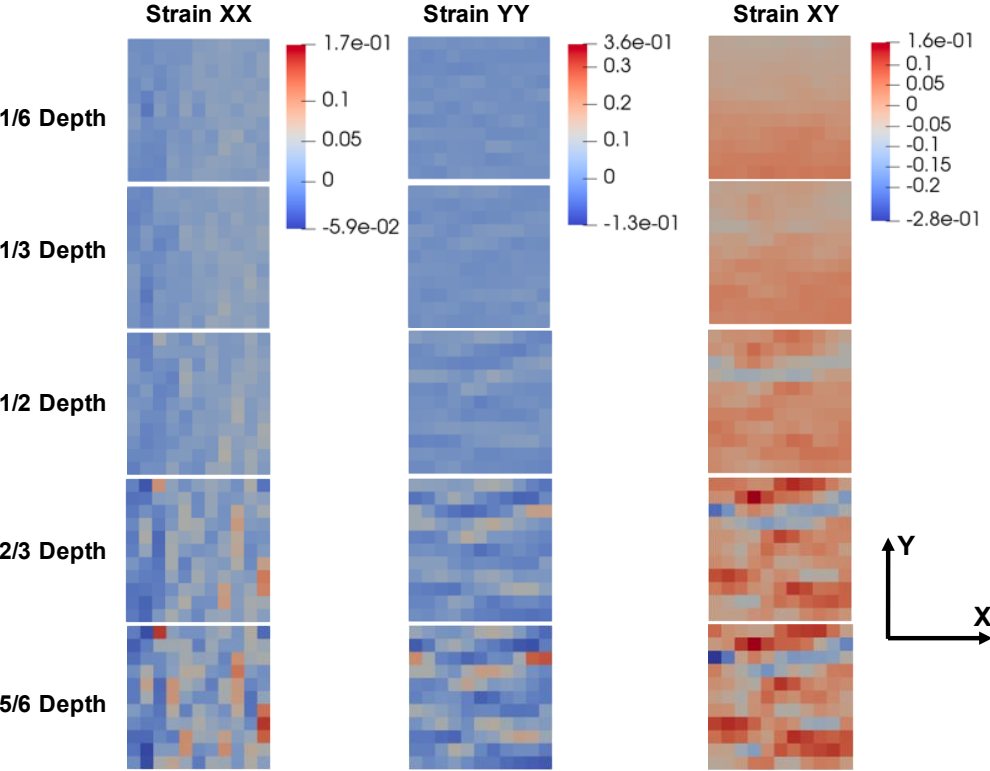 Strain XX Strain YY Strain XY
1.7e-01
0.1
0.05
0
-5.9e-02
3.6e-01
0.3
0.2
0.1
0
-1.3e-01
1.6e-01
0.1
0.05
0
-0.05
-0.1
-0.15
-0.2
-2.8e-01
1/6 Depth
1/3 Depth
1/2 Depth
2/3 Depth
5/6 Depth
Y
X